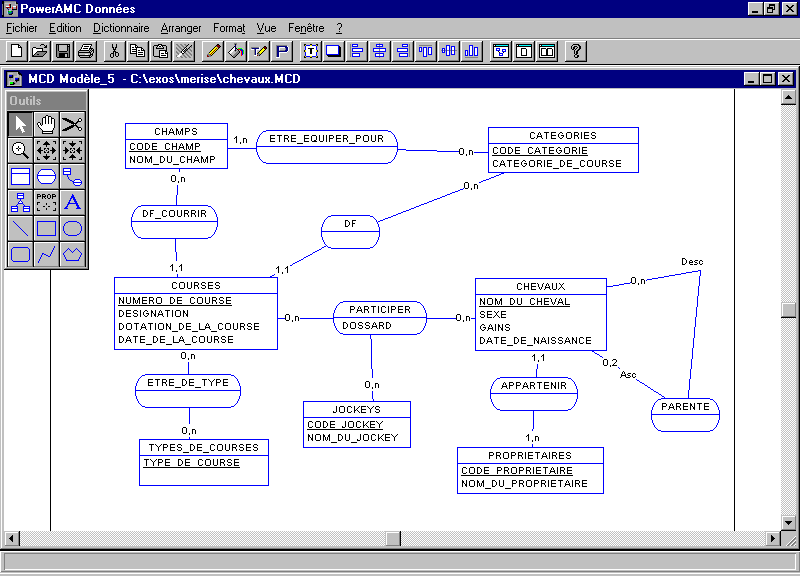 PowerAMC Données
Fichier Edition Dictionnaire Arranger Format Vue Fenêtre ?
MCD Modèle_5 - C:\exos\merise\chevaux.MCD
Outils
PROP
A
CHAMPS
CODE_CHAMP
NOM_DU_CHAMP
1,n
ETRE_EQUIPER_POUR
0,n
CATEGORIES
CODE_CATEGORIE
CATEGORIE_DE_COURSE
0,n
0,n
DF_COURRIR
DF
1,1
1,1
Desc
COURSES
NUMERO_DE_COURSE
DESIGNATION
DOTATION_DE_LA_COURSE
DATE_DE_LA_COURSE
0,n
PARTICIPER
DOSSARD
0,n
CHEVAUX
NOM_DU_CHEVAL
SEXE
GAINS
DATE_DE_NAISSANCE
0,n
0,n
1,1
0,2
Asc
ETRE_DE_TYPE
0,n
APPARTENIR
PARENTE
0,n
JOCKEYS
CODE_JOCKEY
NOM_DU_JOCKEY
1,n
TYPES_DE_COURSES
TYPE_DE_COURSE
PROPRIETAIRES
CODE_PROPRIETAIRE
NOM_DU_PROPRIETAIRE